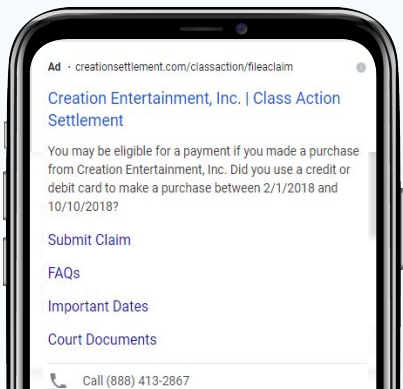 Ad · creationsettlement.com/classaction/fileaclaim
Creation Entertainment, Inc. | Class Action
Settlement
You may be eligible for a payment if you made a purchase
from Creation Entertainment, Inc. Did you use a credit or
debit card to make a purchase between 2/1/2018 and
10/10/2018?
Submit Claim
FAQs
Important Dates
Court Documents
Call (888) 413-2867